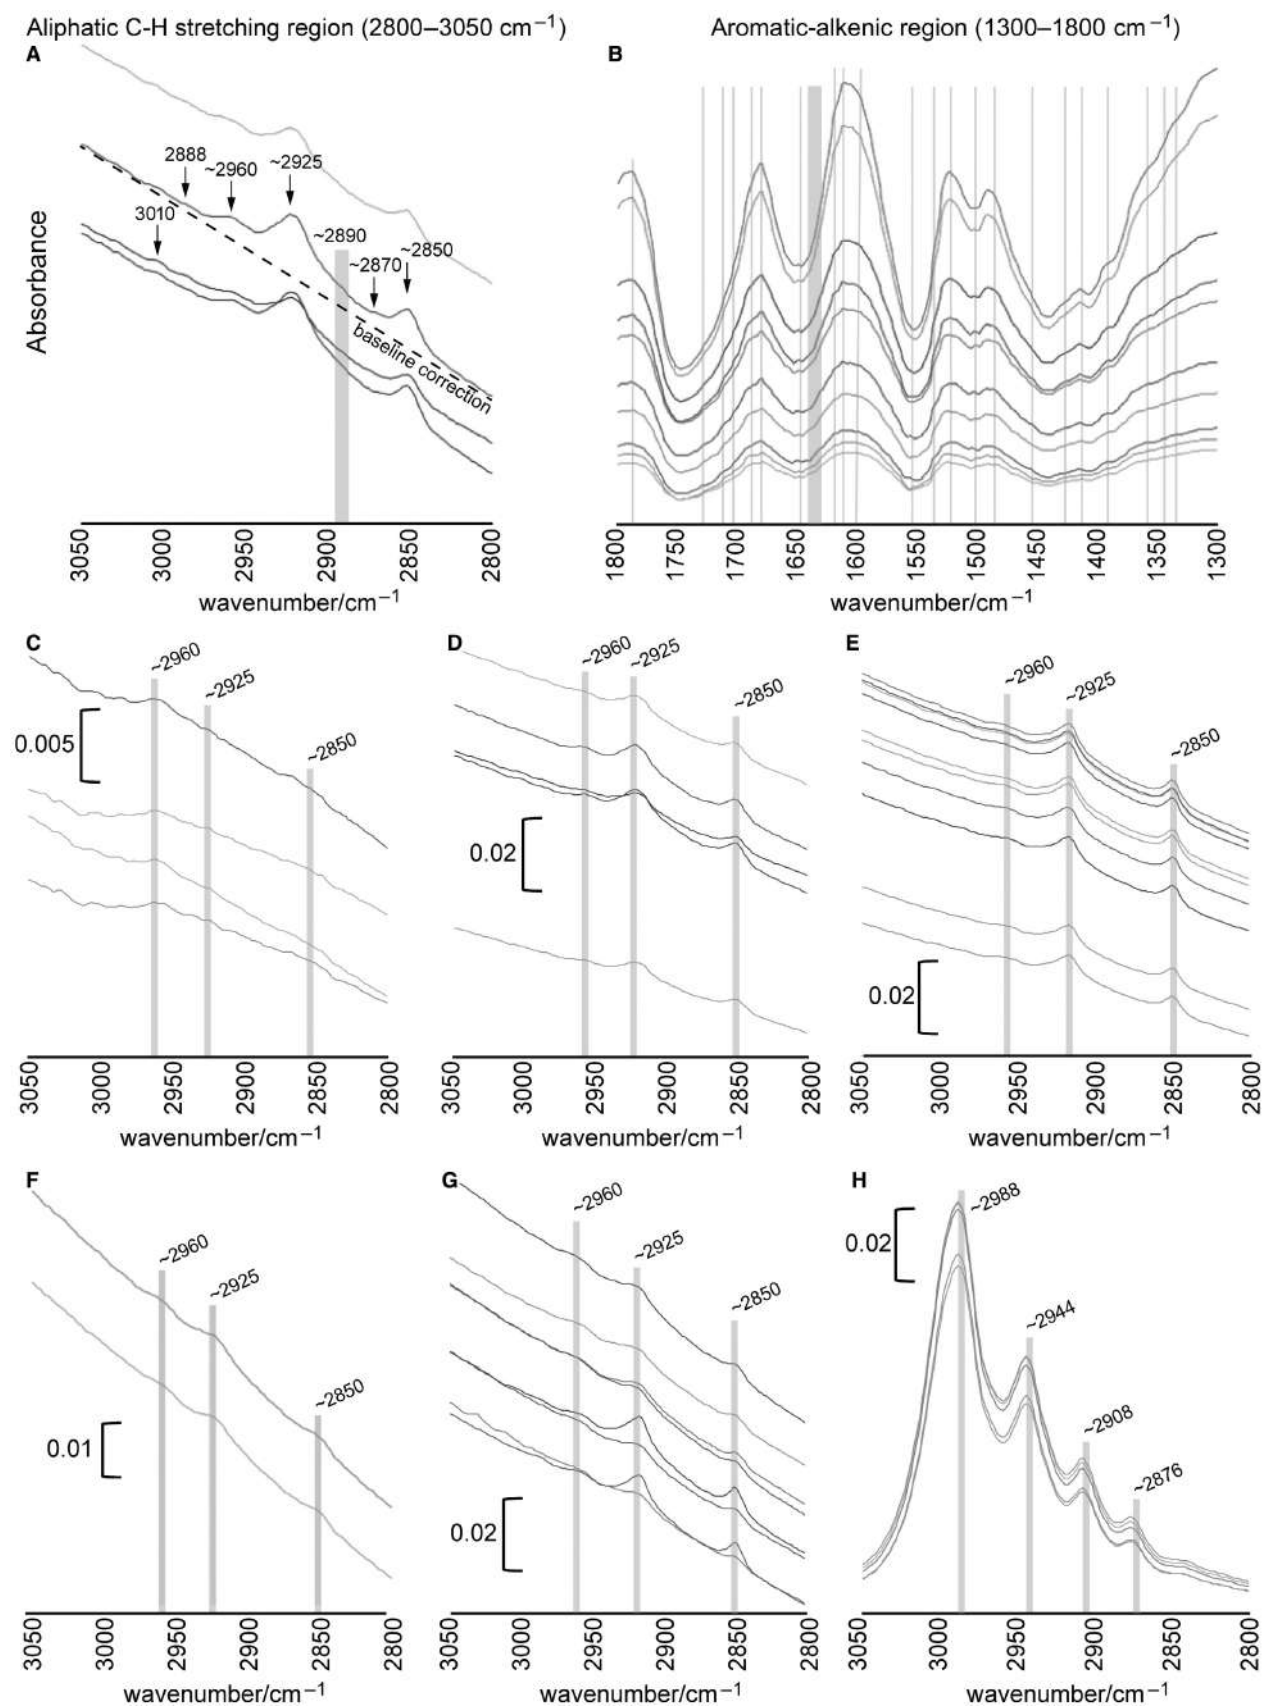 Aliphatic C-H stretching region (2800–3050 cm⁻¹)
Aromatic-alkenic region (1300–1800 cm⁻¹)
A
B
Absorbance
2888
~2960
~2925
3010
~2890
~2870
~2850
baseline correction
3050 3000 2950 2900 2850 2800
wavenumber/cm⁻¹
1800 1750 1700 1650 1600 1550 1500 1450 1400 1350 1300
wavenumber/cm⁻¹
C
~2960
~2925
~2850
0.005
3050 3000 2950 2900 2850 2800
wavenumber/cm⁻¹
D
~2960
~2925
~2850
0.02
3050 3000 2950 2900 2850 2800
wavenumber/cm⁻¹
E
~2960
~2925
~2850
0.02
3050 3000 2950 2900 2850 2800
wavenumber/cm⁻¹
F
~2960
~2925
~2850
0.01
3050 3000 2950 2900 2850 2800
wavenumber/cm⁻¹
G
~2960
~2925
~2850
0.02
3050 3000 2950 2900 2850 2800
wavenumber/cm⁻¹
H
~2988
0.02
~2944
~2908
~2876
3050 3000 2950 2900 2850 2800
wavenumber/cm⁻¹